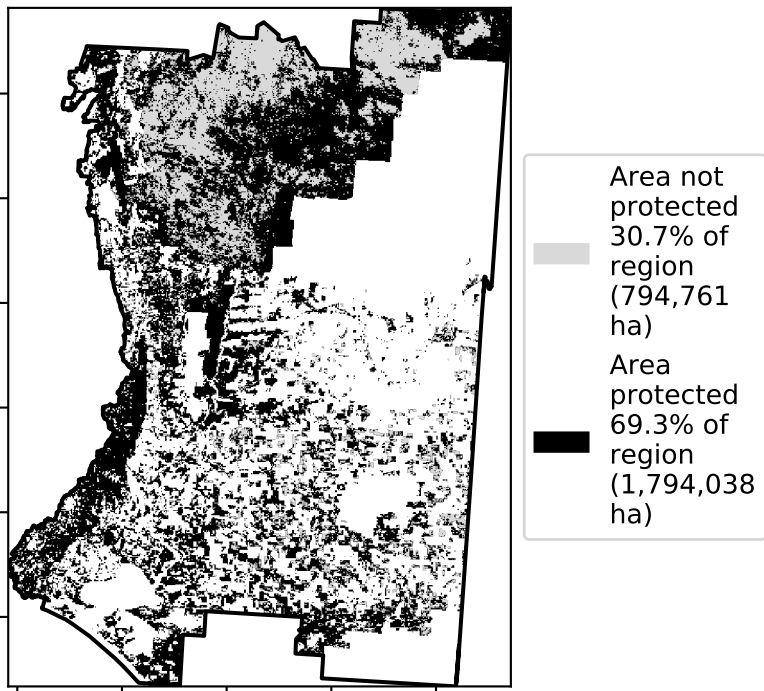 Area not
protected
30.7% of
region
(794,761
ha)
Area
protected
69.3% of
region
(1,794,038
ha)